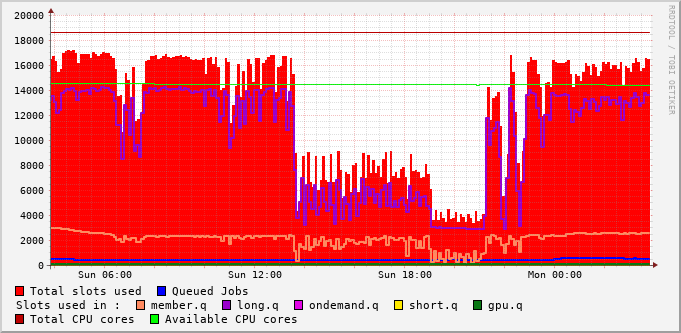 20000
18000
16000
14000
12000
10000
8000
6000
4000
2000
0
Sun 06:00 Sun 12:00 Sun 18:00 Mon 00:00
RRDTOOL / TOBI OETIKER
Total slots used Queued Jobs
Slots used in : member.q long.q ondemand.q short.q gpu.q
Total CPU cores Available CPU cores